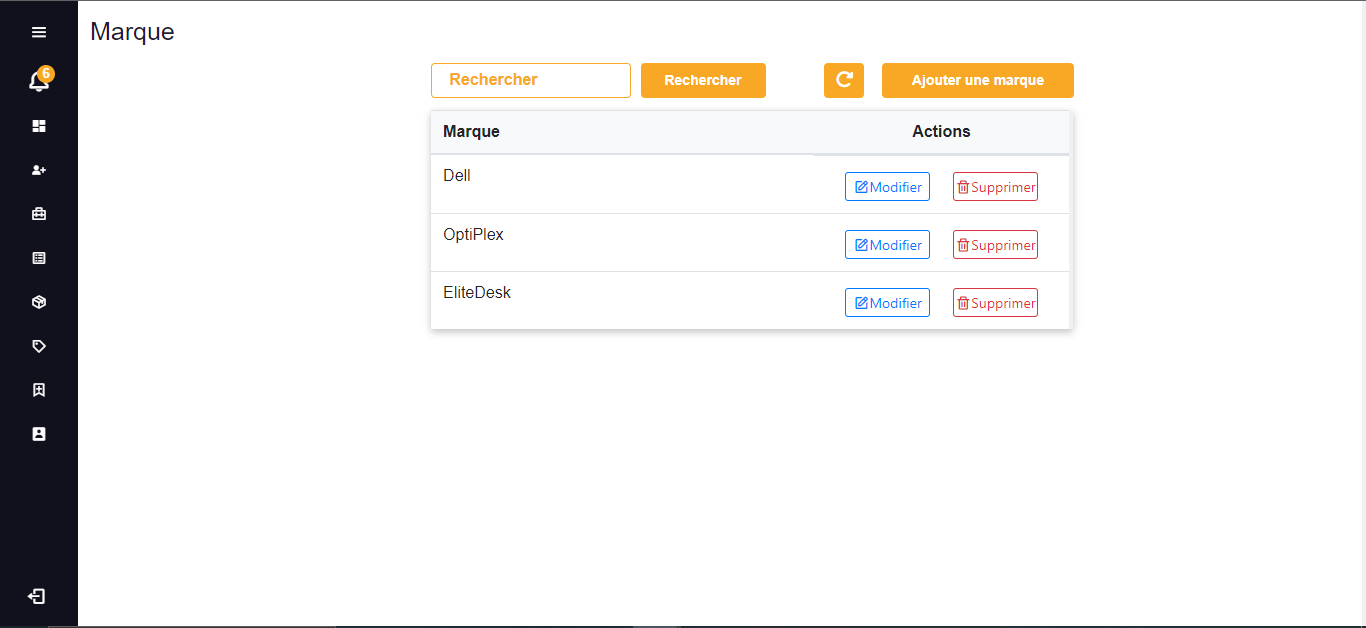 Marque
6
Rechercher Rechercher Ajouter une marque
Marque Actions
Dell Modifier Supprimer
OptiPlex Modifier Supprimer
EliteDesk Modifier Supprimer